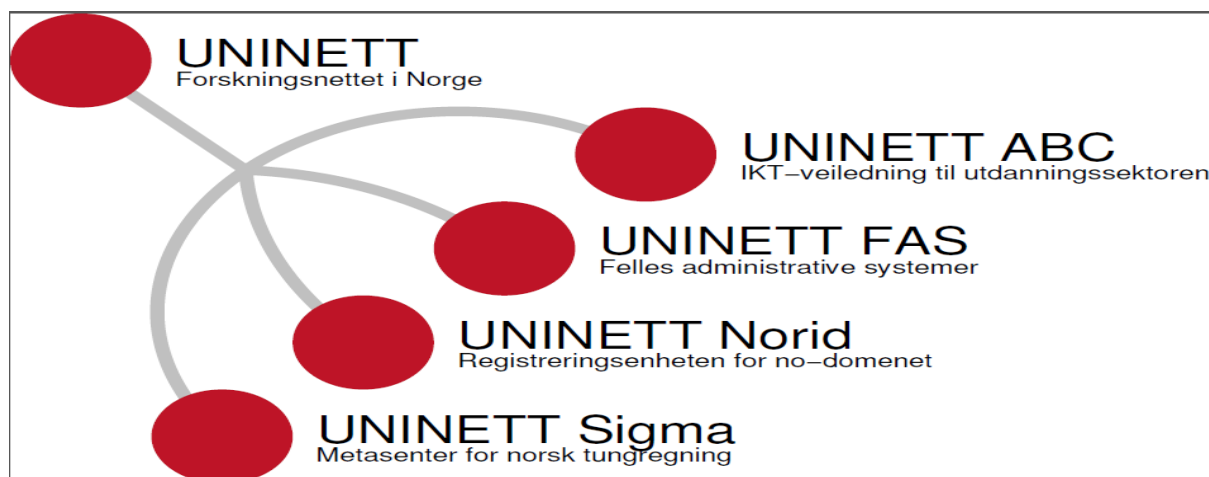 UNINETT
Forskningsnettet i Norge
UNINETT ABC
IKT−veiledning til utdanningssektoren
UNINETT FAS
Felles administrative systemer
UNINETT Norid
Registreringsenheten for no−domenet
UNINETT Sigma
Metasenter for norsk tungregning